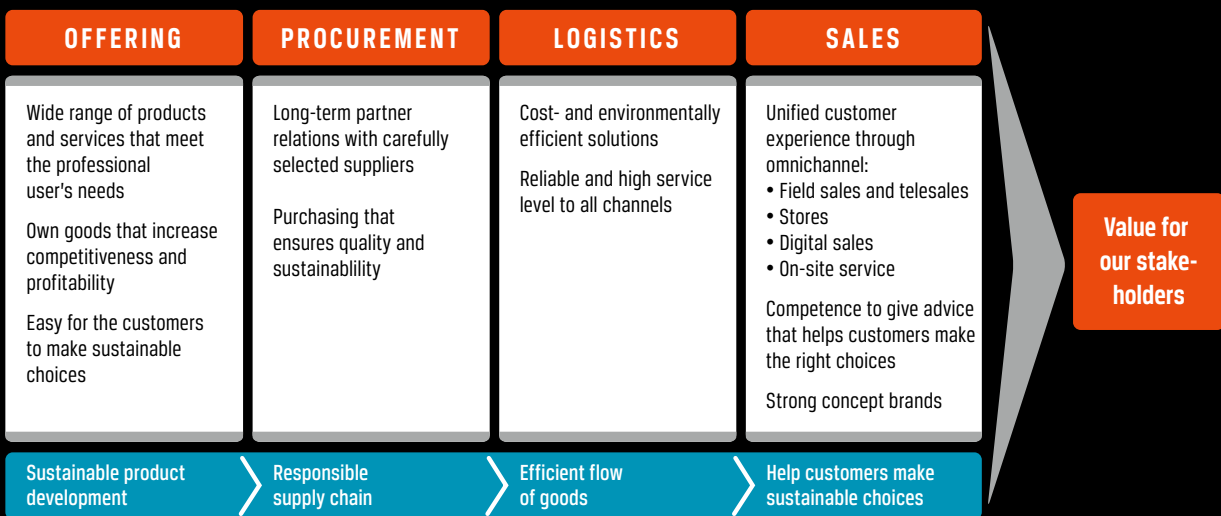 OFFERING
Wide range of products
and services that meet
the professional
user's needs
Own goods that increase
competitiveness and
profitability
Easy for the customers
to make sustainable
choices
Sustainable product
development
PROCUREMENT
Long-term partner
relations with carefully
selected suppliers
Purchasing that
ensures quality and
sustainablility
Responsible
supply chain
LOGISTICS
Cost- and environmentally
efficient solutions
Reliable and high service
level to all channels
Efficient flow
of goods
SALES
Unified customer
experience through
omnichannel:
• Field sales and telesales
• Stores
• Digital sales
• On-site service
Competence to give advice
that helps customers make
the right choices
Strong concept brands
Help customers make
sustainable choices
Value for
our stake-
holders